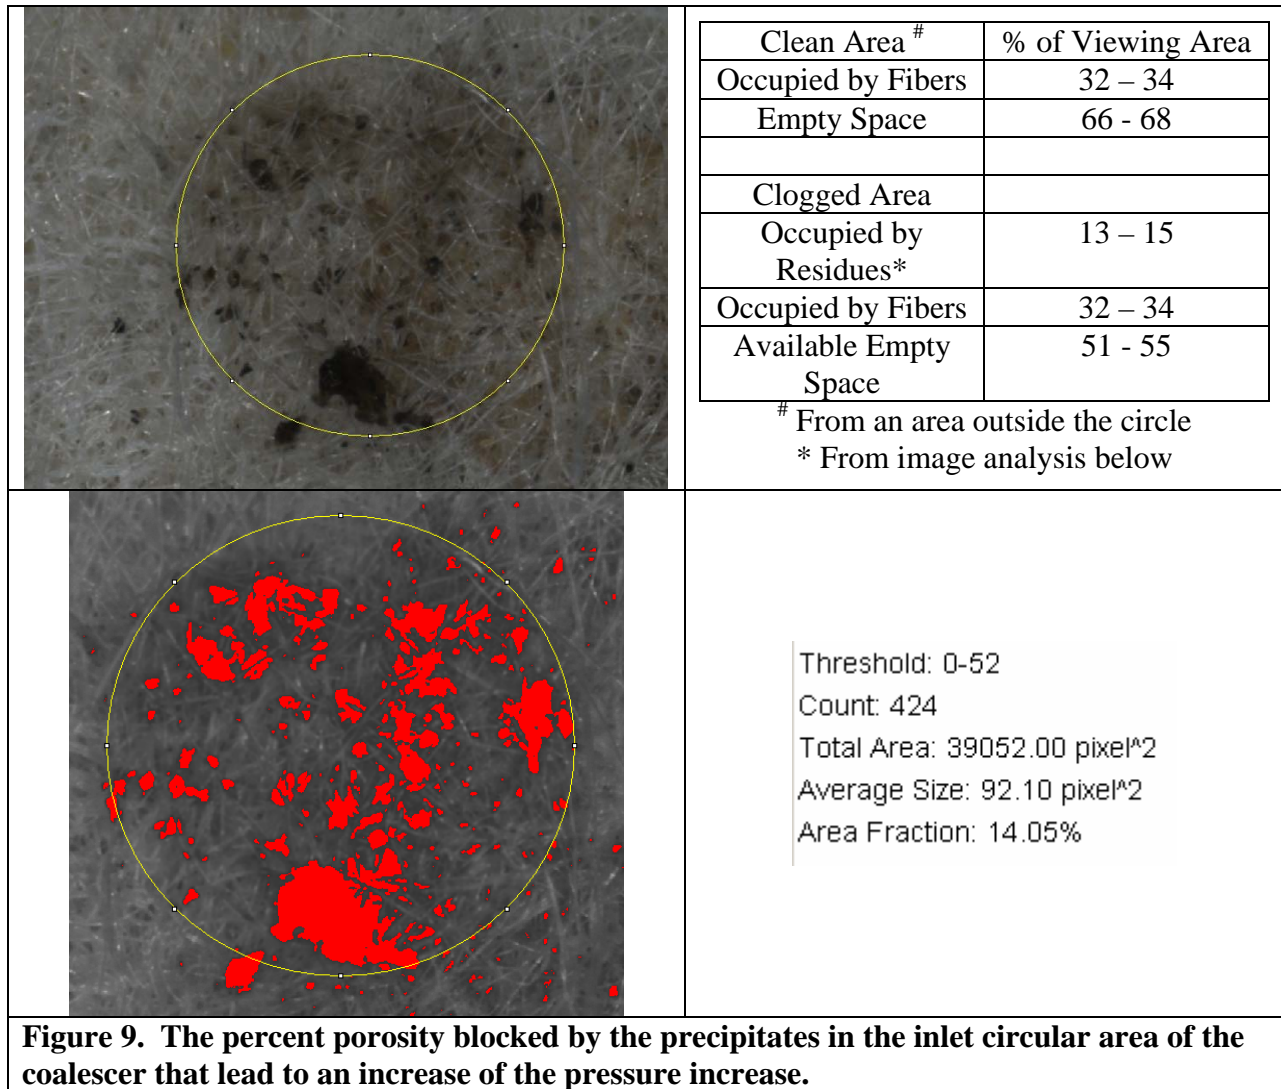 Clean Area # % of Viewing Area
Occupied by Fibers 32 – 34
Empty Space 66 - 68
Clogged Area
Occupied by 13 – 15
Residues*
Occupied by Fibers 32 – 34
Available Empty 51 - 55
Space
# From an area outside the circle
* From image analysis below
Threshold: 0-52
Count: 424
Total Area: 39052.00 pixel^2
Average Size: 92.10 pixel^2
Area Fraction: 14.05%
Figure 9. The percent porosity blocked by the precipitates in the inlet circular area of the
coalescer that lead to an increase of the pressure increase.